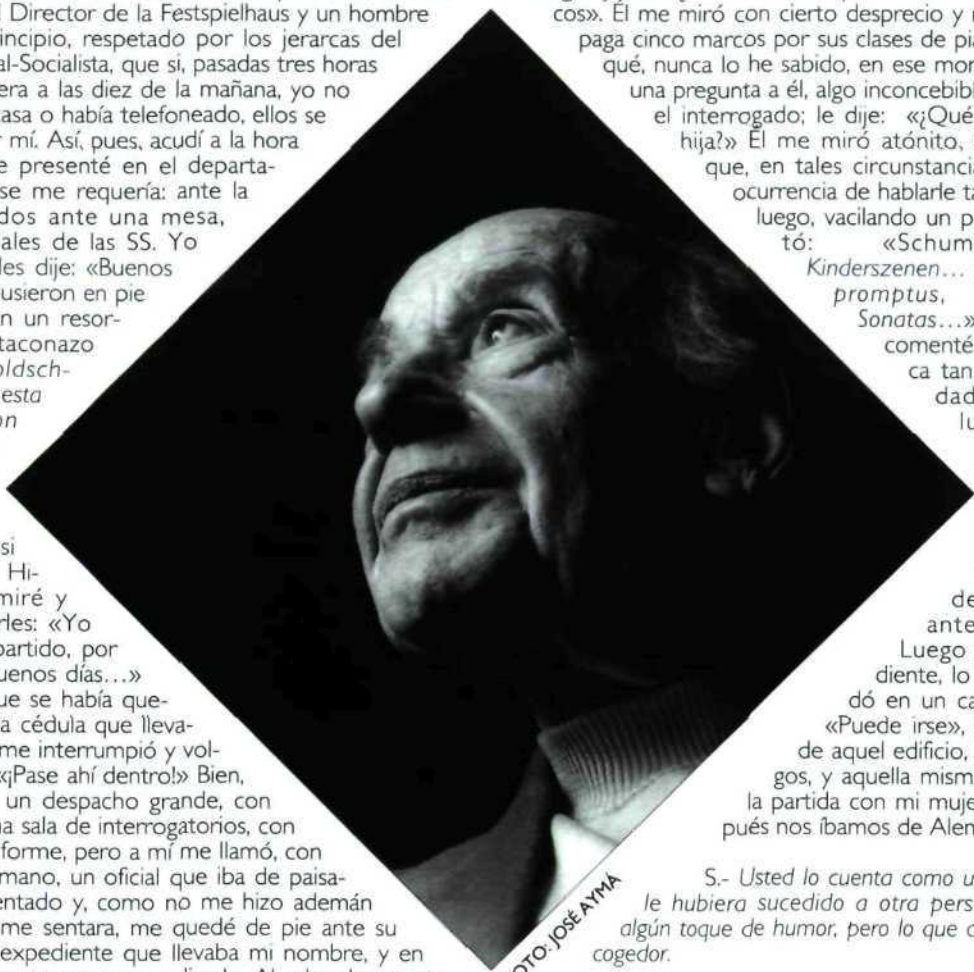 Director de la Festspielhaus y un hombre
incipio, respetado por los jerarcas del
al-Socialista, que si, pasadas tres horas
era a las diez de la mañana, yo no
asa o había telefoneado, ellos se
mí. Así, pues, acudí a la hora
e presenté en el departa-
se me requería: ante la
dos ante una mesa,
ales de las SS. Yo
les dije: «Buenos
usieron en pie
n un resor-
taconazo
oldsch-
esta
on
si
Hi-
miré y
rles: «Yo
partido, por
uenos días...»
ue se había que-
a cédula que lleva-
me interrumpió y vol-
«¡Pase ahí dentro!» Bien,
un despacho grande, con
na sala de interrogatorios, con
forme, pero a mí me llamó, con
mano, un oficial que iba de paisa-
entado y, como no me hizo ademán
me sentara, me quedé de pie ante su
expediente que llevaba mi nombre, y en
FOTO: JOSÉ AYMÁ
cos». Él me miró con cierto desprecio y
paga cinco marcos por sus clases de pia
qué, nunca lo he sabido, en ese mor
una pregunta a él, algo inconcebibl
el interrogado; le dije: «¿Qué
hija?» Él me miró atónito,
que, en tales circunstancia
ocurrencia de hablarle ta
luego, vacilando un p
tó: «Schum
Kinderszenen...
promptus,
Sonatas...»
comenté
ca tan
dad
lu
de
ante
Luego
diente, lo
dó en un ca
«Puede irse»,
de aquel edificio,
gos, y aquella mism
la partida con mi muje
pués nos íbamos de Alen
S.- Usted lo cuenta como u
le hubiera sucedido a otra pers
algún toque de humor, pero lo que
cogedor.